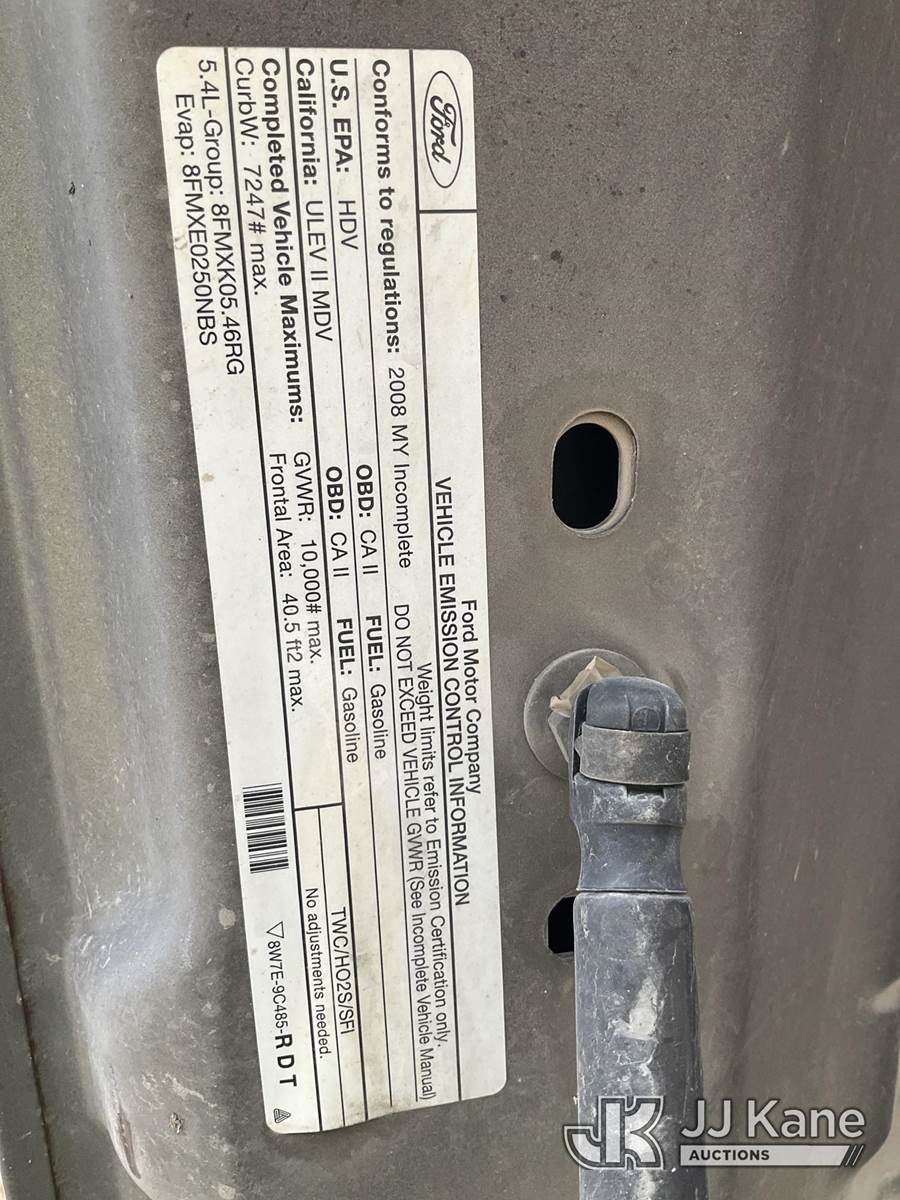 Ford
Ford Motor Company
VEHICLE EMISSION CONTROL INFORMATION
Weight limits refer to Emission Certification only.
Conforms to regulations: 2008 MY Incomplete DO NOT EXCEED VEHICLE GVWR (See Incomplete Vehicle Manual)
U.S. EPA: HDV OBD: CA II FUEL: Gasoline
California: ULEV II MDV OBD: CA II FUEL: Gasoline TWC/HO2S/SFI
Completed Vehicle Maximums: GVWR: 10,000# max. No adjustments needed.
CurbW: 7247# max. Frontal Area: 40.5 ft2 max.
5.4L-Group: 8FMXK05.46RG
Evap: 8FMXE0250NBS
8W7E-9C485-RDT
JK JJ Kane
AUCTIONS